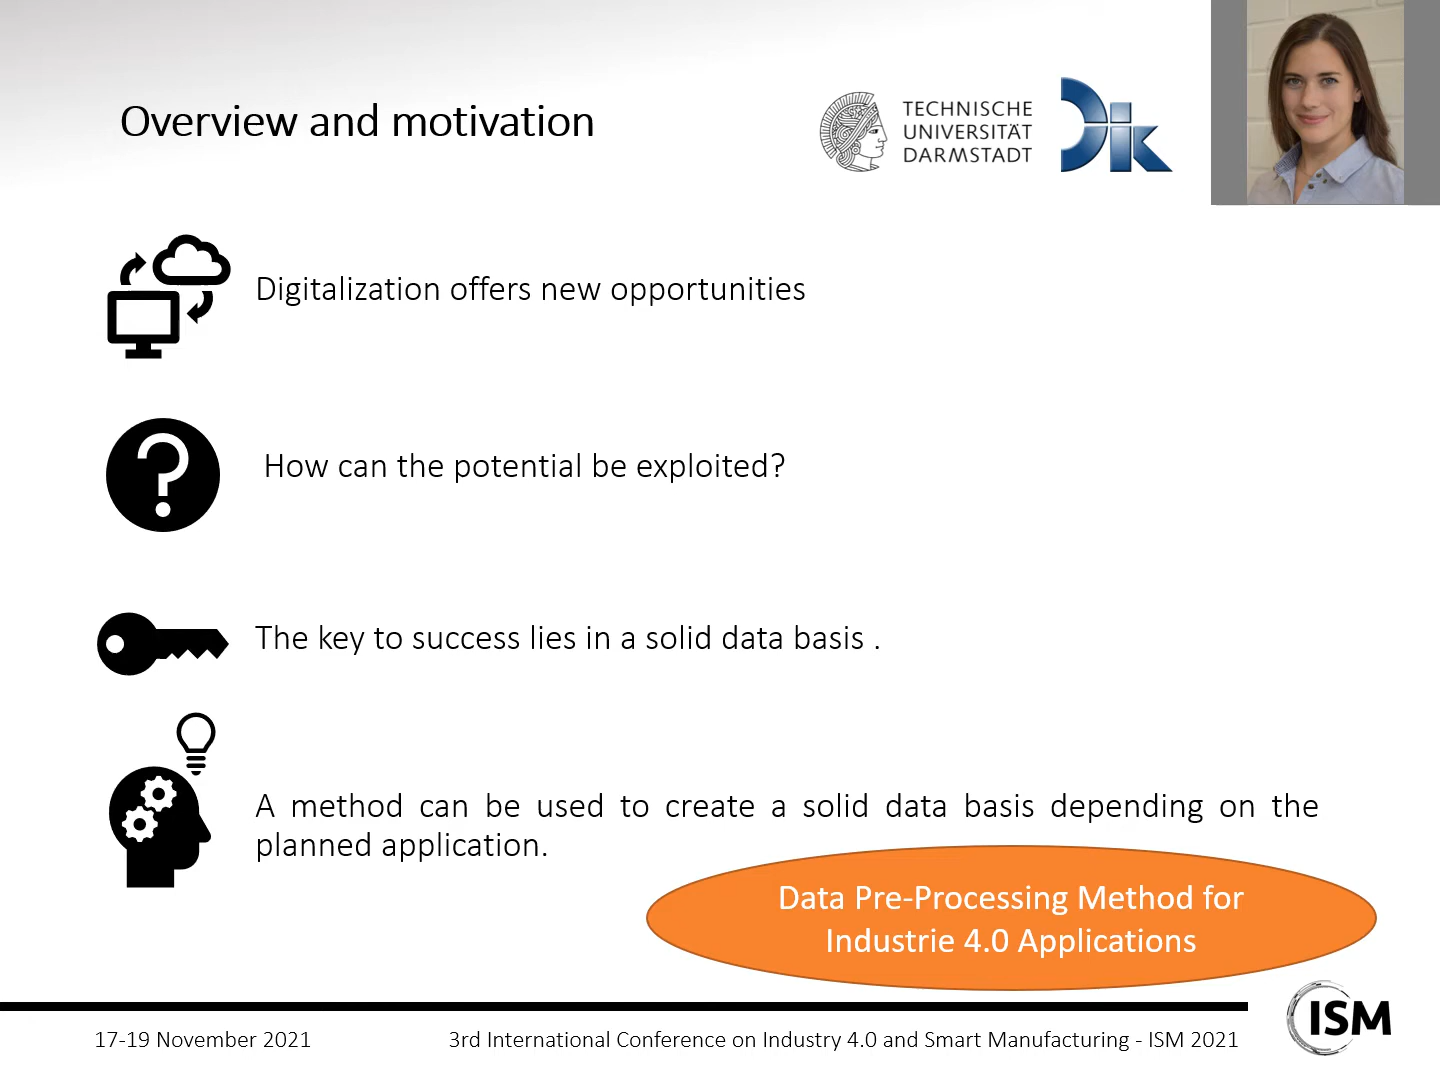 Overview and motivation
TECHNISCHE
UNIVERSITÄT
DARMSTADT
Dik
Digitalization offers new opportunities
?
How can the potential be exploited?
The key to success lies in a solid data basis .
A method can be used to create a solid data basis depending on the
planned application.
Data Pre-Processing Method for
Industrie 4.0 Applications
17-19 November 2021
3rd International Conference on Industry 4.0 and Smart Manufacturing - ISM 2021
ISM